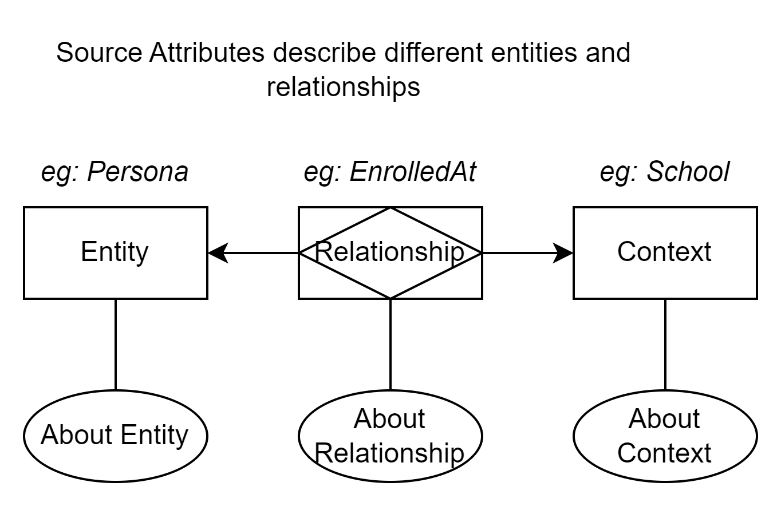 Source Attributes describe different entities and
relationships
eg: Persona
eg: EnrolledAt
eg: School
Entity
Relationship
Context
About Entity
About
Relationship
About
Context